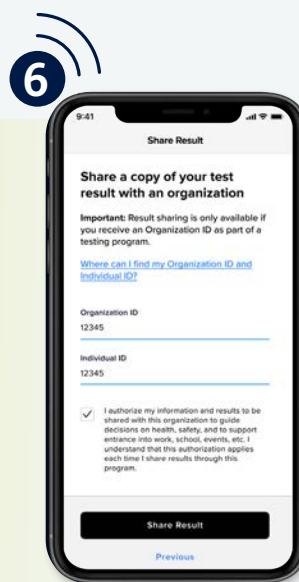 6
9:41
Share Result
Share a copy of your test
result with an organization
Important: Result sharing is only available if
you receive an Organization ID as part of a
testing program.
Where can I find my Organization ID and
Individual ID?
Organization ID
12345
Individual ID
12345
I authorize my information and results to be
shared with this organization to guide
decisions on health, safety, and to support
entrance into work, school, events, etc. I
understand that this authorization applies
each time I share results through this
program.
Share Result
Previous